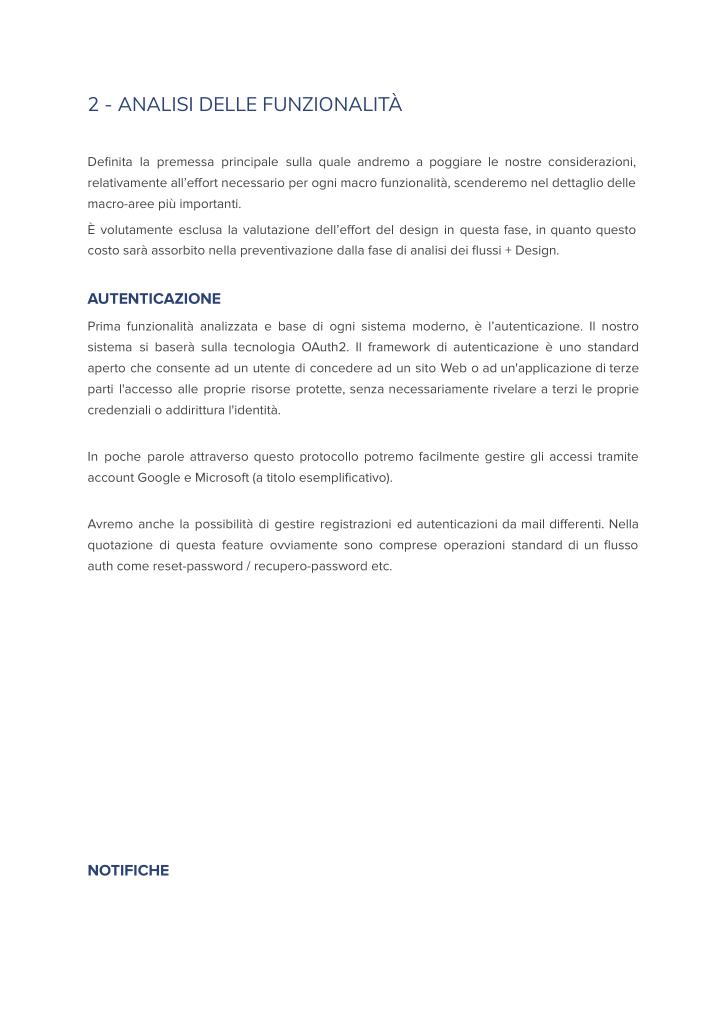 2 - ANALISI DELLE FUNZIONALITÀ
Definita la premessa principale sulla quale andremo a poggiare le nostre considerazioni,
relativamente all’effort necessario per ogni macro funzionalità, scenderemo nel dettaglio delle
macro-aree più importanti.
È volutamente esclusa la valutazione dell’effort del design in questa fase, in quanto questo
costo sarà assorbito nella preventivazione dalla fase di analisi dei flussi + Design.
AUTENTICAZIONE
Prima funzionalità analizzata e base di ogni sistema moderno, è l’autenticazione. Il nostro
sistema si baserà sulla tecnologia OAuth2. Il framework di autenticazione è uno standard
aperto che consente ad un utente di concedere ad un sito Web o ad un'applicazione di terze
parti l'accesso alle proprie risorse protette, senza necessariamente rivelare a terzi le proprie
credenziali o addirittura l'identità.
In poche parole attraverso questo protocollo potremo facilmente gestire gli accessi tramite
account Google e Microsoft (a titolo esemplificativo).
Avremo anche la possibilità di gestire registrazioni ed autenticazioni da mail differenti. Nella
quotazione di questa feature ovviamente sono comprese operazioni standard di un flusso
auth come reset-password / recupero-password etc.
NOTIFICHE